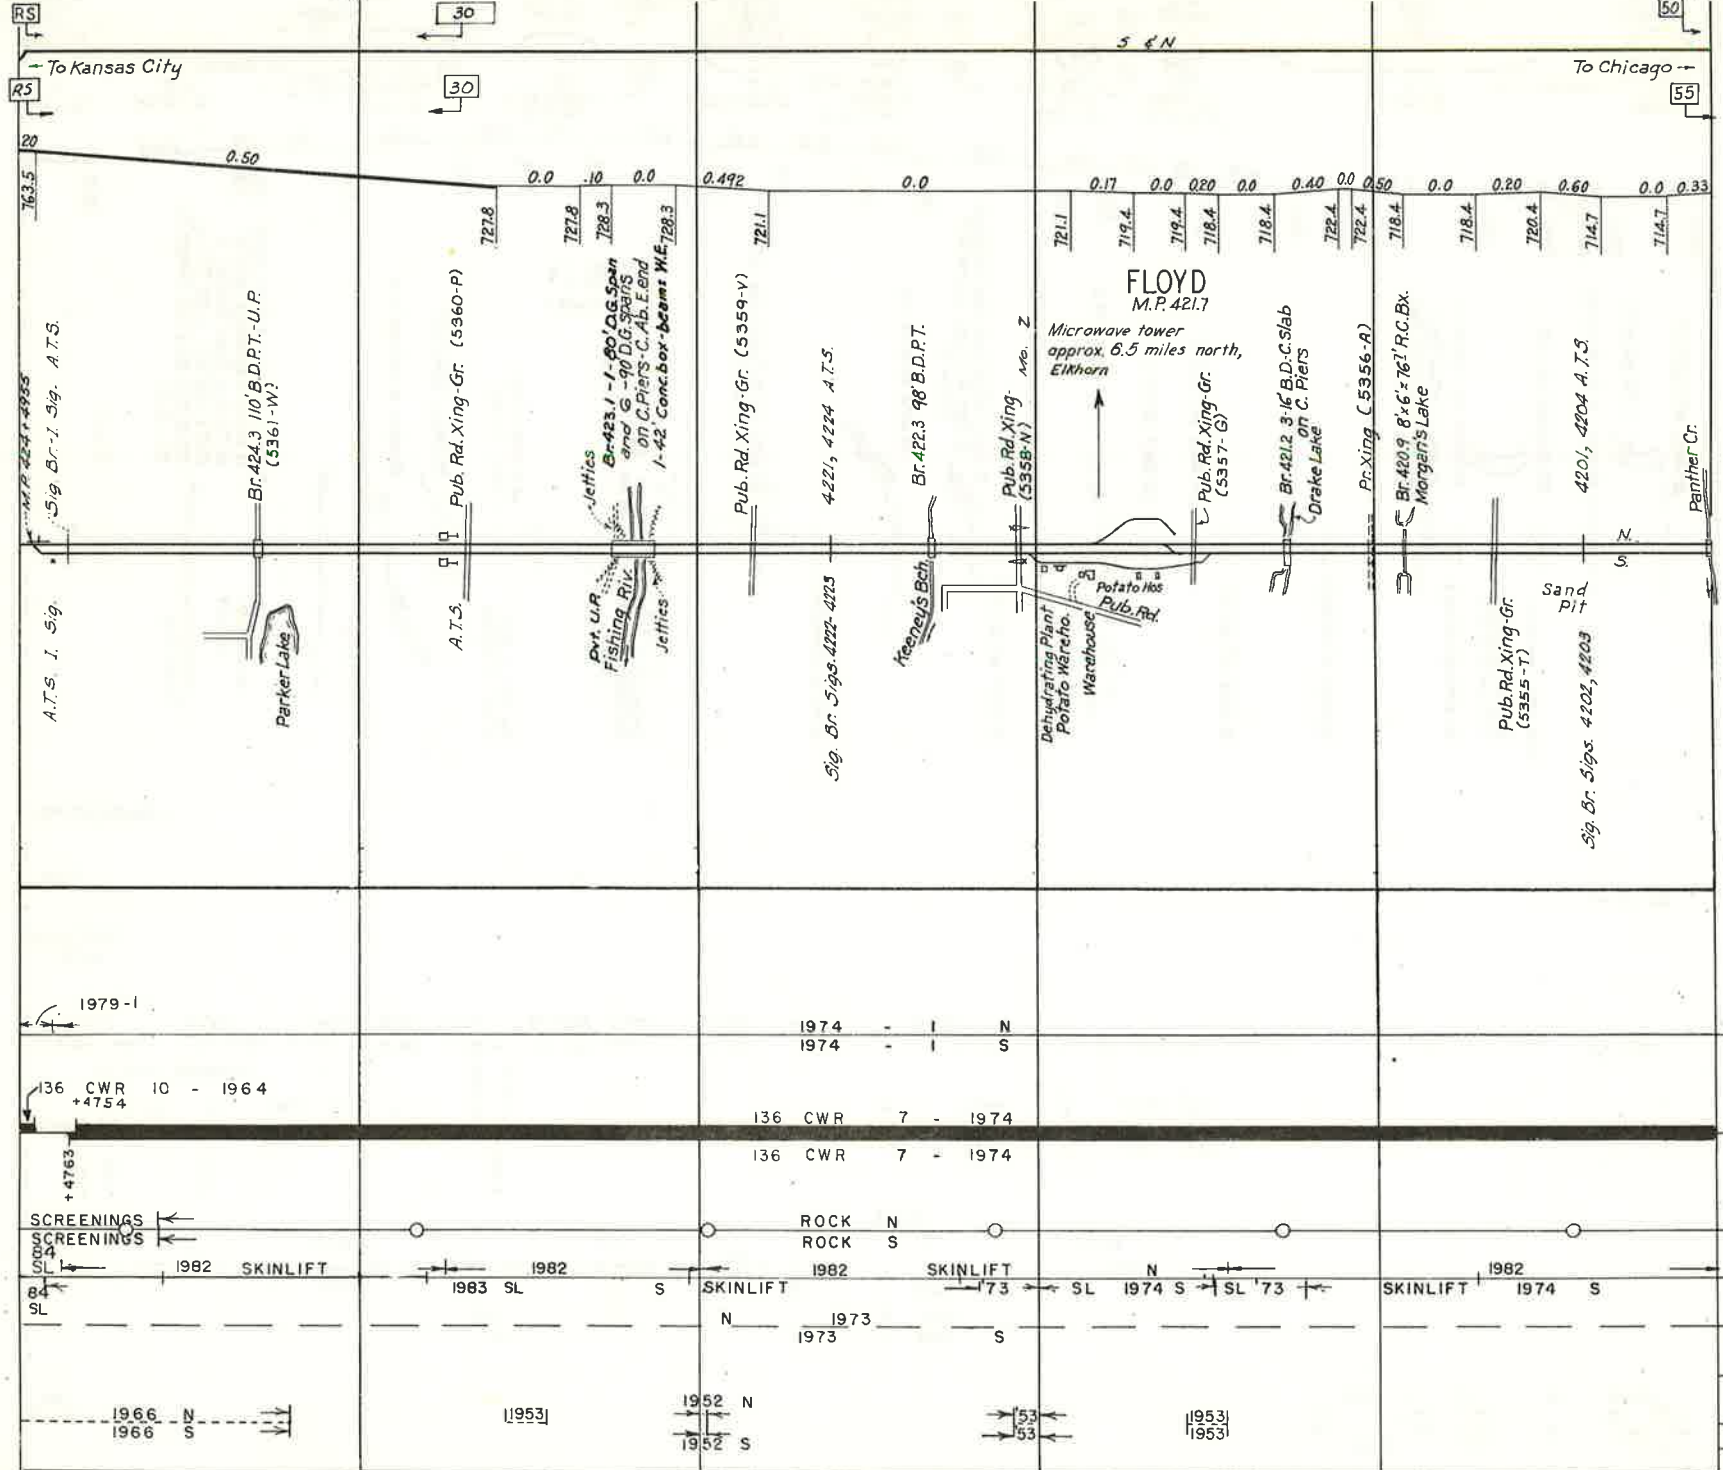 RS
30
50
S & N
← To Kansas City
To Chicago →
RS
30
55
20
0.50
0.0
.10
0.0
0.492
0.0
0.17
0.0
0.20
0.0
0.40
0.0
0.50
0.0
0.20
0.60
0.0
0.33
763.5
727.8
727.8
728.3
728.3
721.1
721.1
719.4
719.4
718.4
718.4
722.4
722.4
718.4
718.4
720.4
714.7
714.7
M.P. 424+4955
Sig. Br.-I. Sig. A.T.S.
Br. 424.3 110' B.D.P.T.-U.P.
(5361-W)
Pub. Rd. Xing-Gr. (5360-P)
Jetties
Br. 423.1 -1-80' D.G. Span
and 6 -90' D.G. Spans
on C. Piers-C. Ab. E. end
1-42' Conc. box-beams W.E.
Pub. Rd. Xing-Gr. (5359-V)
4221, 4224 A.T.S.
Br. 422.3 98' B.D.P.T.
Pub. Rd. Xing-
(5358-N)
Mo. Z
FLOYD
M.P. 421.7
Microwave tower
approx. 6.5 miles north,
Elkhorn
Pub. Rd. Xing-Gr.
(5357-G)
Br. 421.2 3-16' B.D.-C. Slab
on C. Piers
Drake Lake
Pr. Xing (5356-A)
Br. 420.9 8'x6'x76' R.C. Bx.
Morgan's Lake
4201, 4204 A.T.S.
Panther Cr.
N.
S.
A.T.S. I. Sig.
Parker Lake
A.T.S.
Pvt. U.P.
Fishing Riv.
Jetties
Sig. Br. Sigs. 4222-4223
Keeney's Bch.
Dehydrating Plant
Potato Wareho.
Warehouse
Potato Hos
Pub. Rd.
Pub. Rd. Xing-Gr.
(5355-T)
Sand
Pit
Sig. Br. Sigs. 4202, 4203
1979-1
1974 - 1 N
1974 - 1 S
136 CWR 10 - 1964
+4754
136 CWR 7 - 1974
136 CWR 7 - 1974
+4763
SCREENINGS
SCREENINGS
ROCK N
ROCK S
84
SL
1982 SKINLIFT
1982
1982 SKINLIFT N
1982
84
SL
1983 SL S
SKINLIFT
'73
SL 1974 S
SL '73
SKINLIFT 1974 S
N 1973
1973 S
1966 N
1966 S
1953
1952 N
1952 S
'53
'53
1953
1953